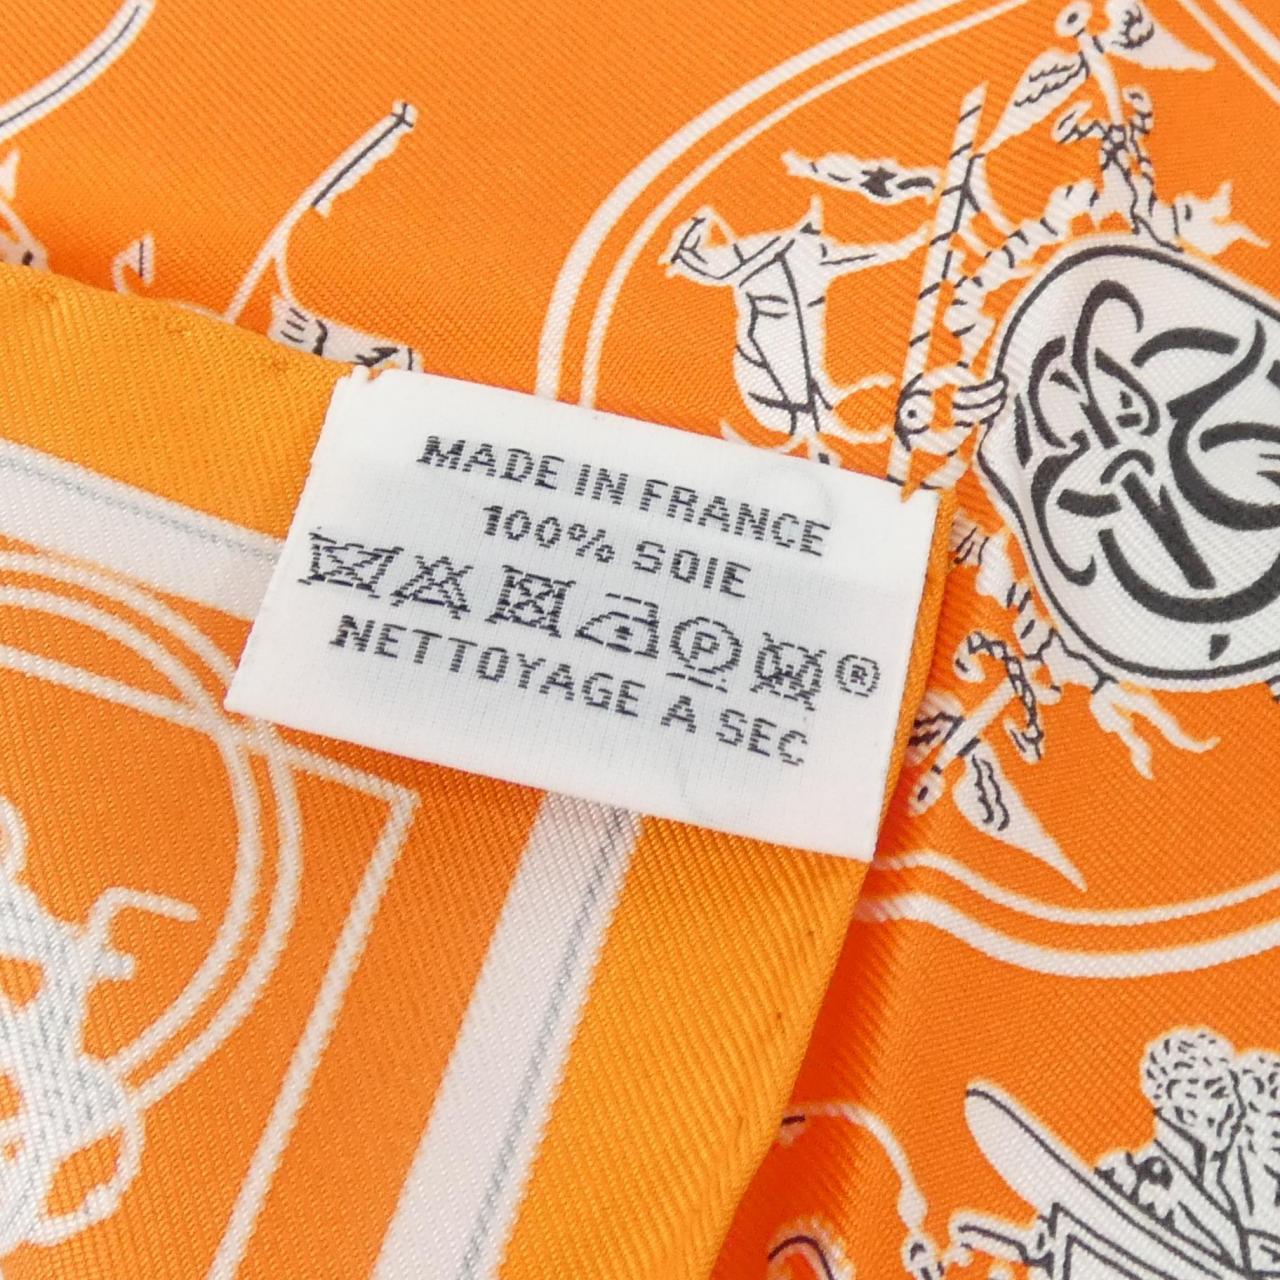 MADE IN FRANCE
100% SOIE
P ®
NETTOYAGE A SEC